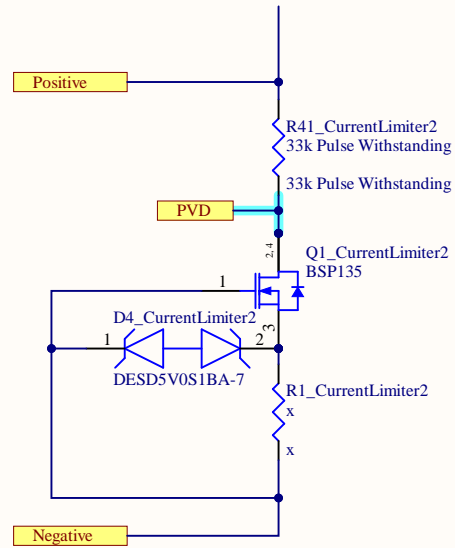 Positive
R41_CurrentLimiter2
33k Pulse Withstanding
33k Pulse Withstanding
PVD
2, 4
Q1_CurrentLimiter2
BSP135
1
3
D4_CurrentLimiter2
1
2
DESD5V0S1BA-7
R1_CurrentLimiter2
x
x
Negative